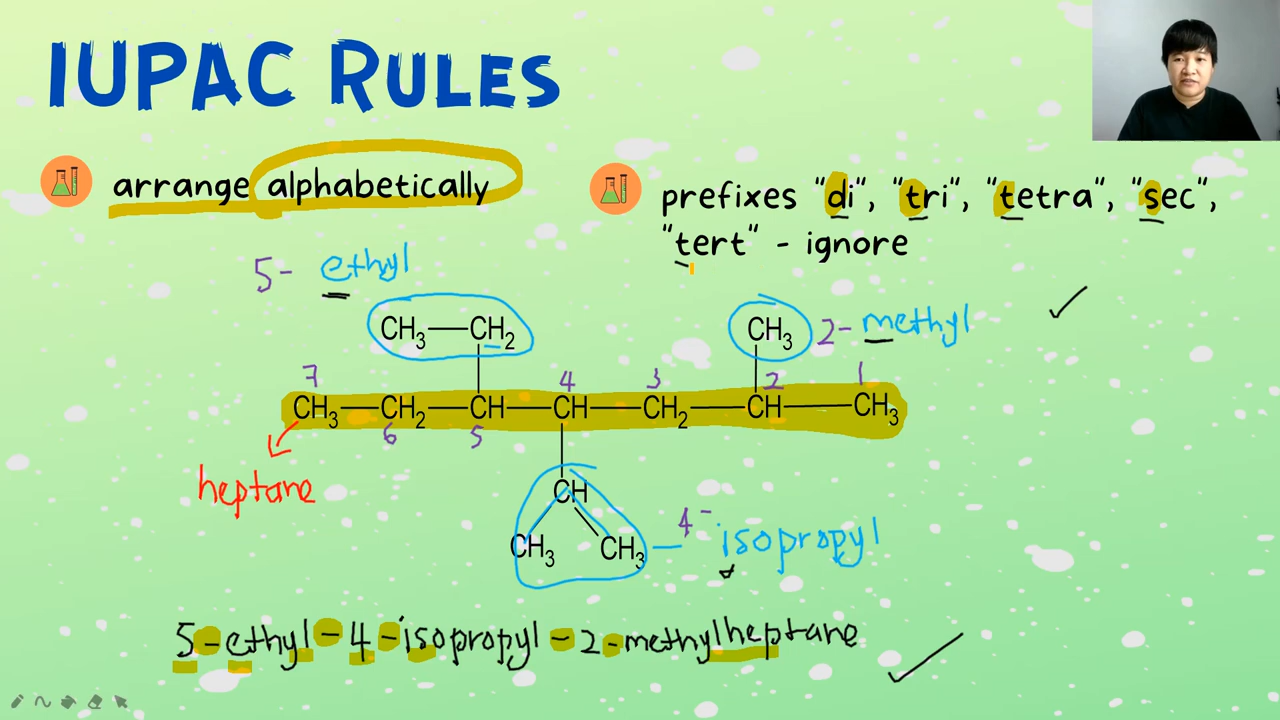 IUPAC RULES
arrange alphabetically
prefixes "di", "tri", "tetra", "sec",
"tert" - ignore
5- ethyl
CH3—CH2
CH3 2- methyl
7 4 3 2 1
CH3—CH2—CH—CH—CH2—CH—CH3
6 5
heptane
CH
CH3 CH3 4- isopropyl
5-ethyl-4-isopropyl-2-methylheptane